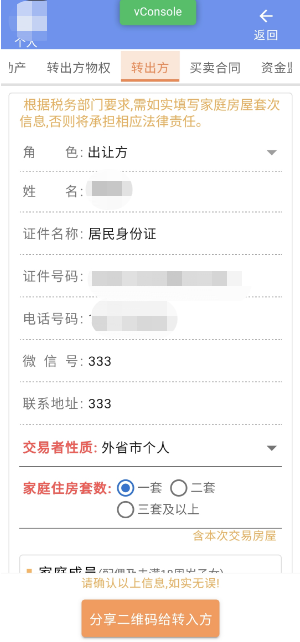 vConsole
个人
返回
动产 转出方物权 转出方 买卖合同 资金监
根据税务部门要求,需如实填写家庭房屋套次
信息,否则将承担相应法律责任。
角 色: 出让方
姓 名:
证件名称: 居民身份证
证件号码:
电话号码:
微 信 号: 333
联系地址: 333
交易者性质: 外省市个人
家庭住房套数: 一套 二套
三套及以上
含本次交易房屋
家庭成员(配偶及未满18周岁子女)
请确认以上信息,如实无误!
分享二维码给转入方